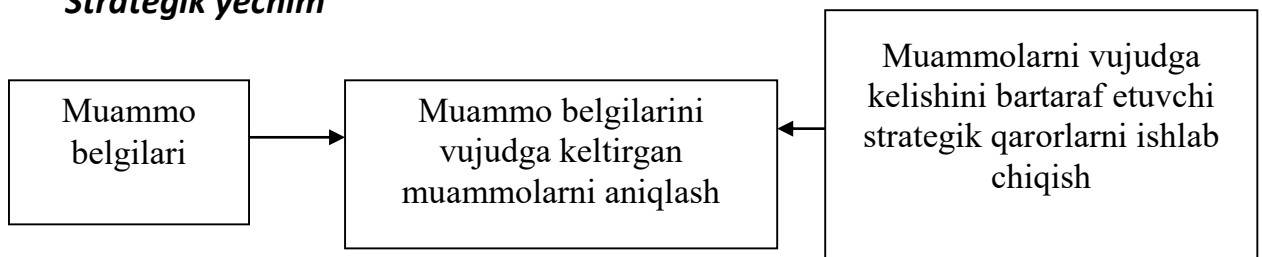 Strategik yechim
Muammo
belgilari
Muammo belgilarini
vujudga keltirgan
muammolarni aniqlash
Muammolarni vujudga
kelishini bartaraf etuvchi
strategik qarorlarni ishlab
chiqish